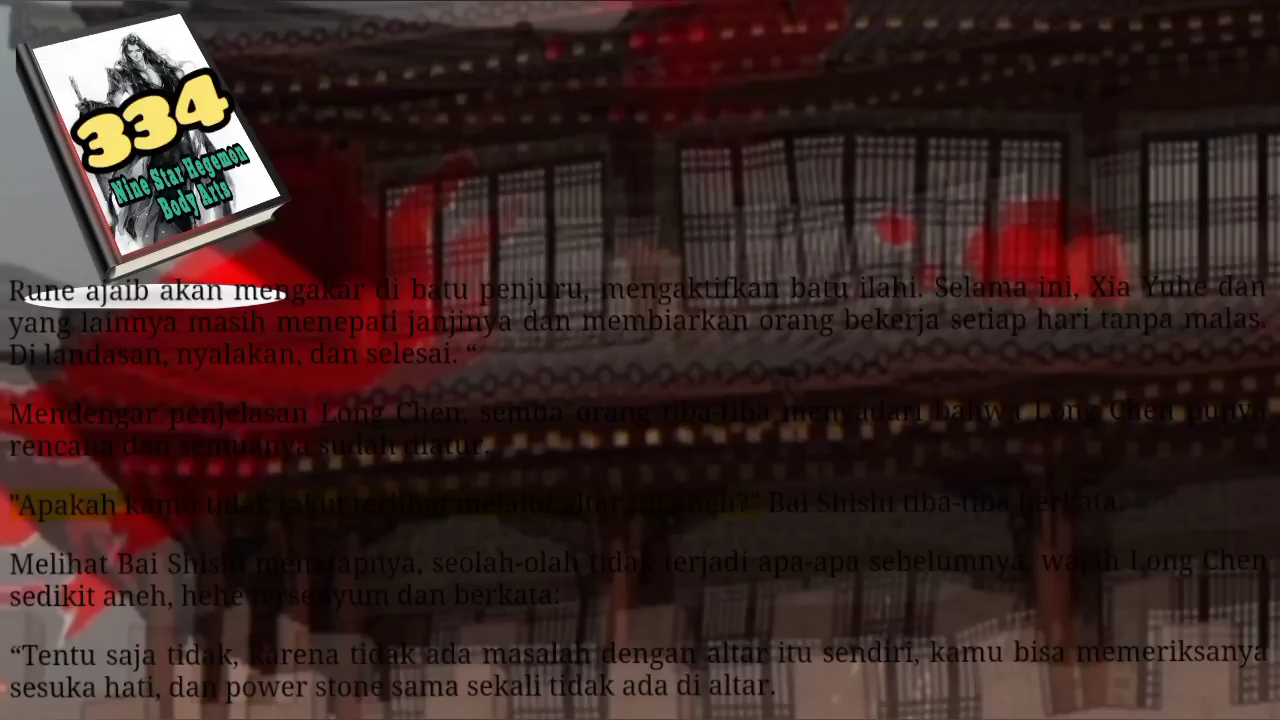 334
Nine Star Hegemon
Body Arts
Rune ajaib akan mengakar di batu penjuru, mengaktifkan batu ilahi. Selama ini, Xia Yuhe dan
yang lainnya masih menepati janjinya dan membiarkan orang bekerja setiap hari tanpa malas.
Di landasan, nyalakan, dan selesai. “
Mendengar penjelasan Long Chen, semua orang tiba-tiba menyadari bahwa Long Chen punya
rencana dan semuanya sudah diatur.
"Apakah kamu tidak takut terlihat melalui altar itu aneh?" Bai Shishi tiba-tiba berkata.
Melihat Bai Shishi menatapnya, seolah-olah tidak terjadi apa-apa sebelumnya, wajah Long Chen
sedikit aneh, hehe tersenyum dan berkata:
“Tentu saja tidak, karena tidak ada masalah dengan altar itu sendiri, kamu bisa memeriksanya
sesuka hati, dan power stone sama sekali tidak ada di altar.